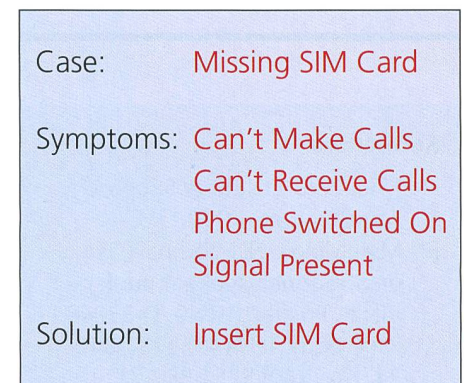 Case: Missing SIM Card
Symptoms: Can't Make Calls
Can't Receive Calls
Phone Switched On
Signal Present
Solution: Insert SIM Card